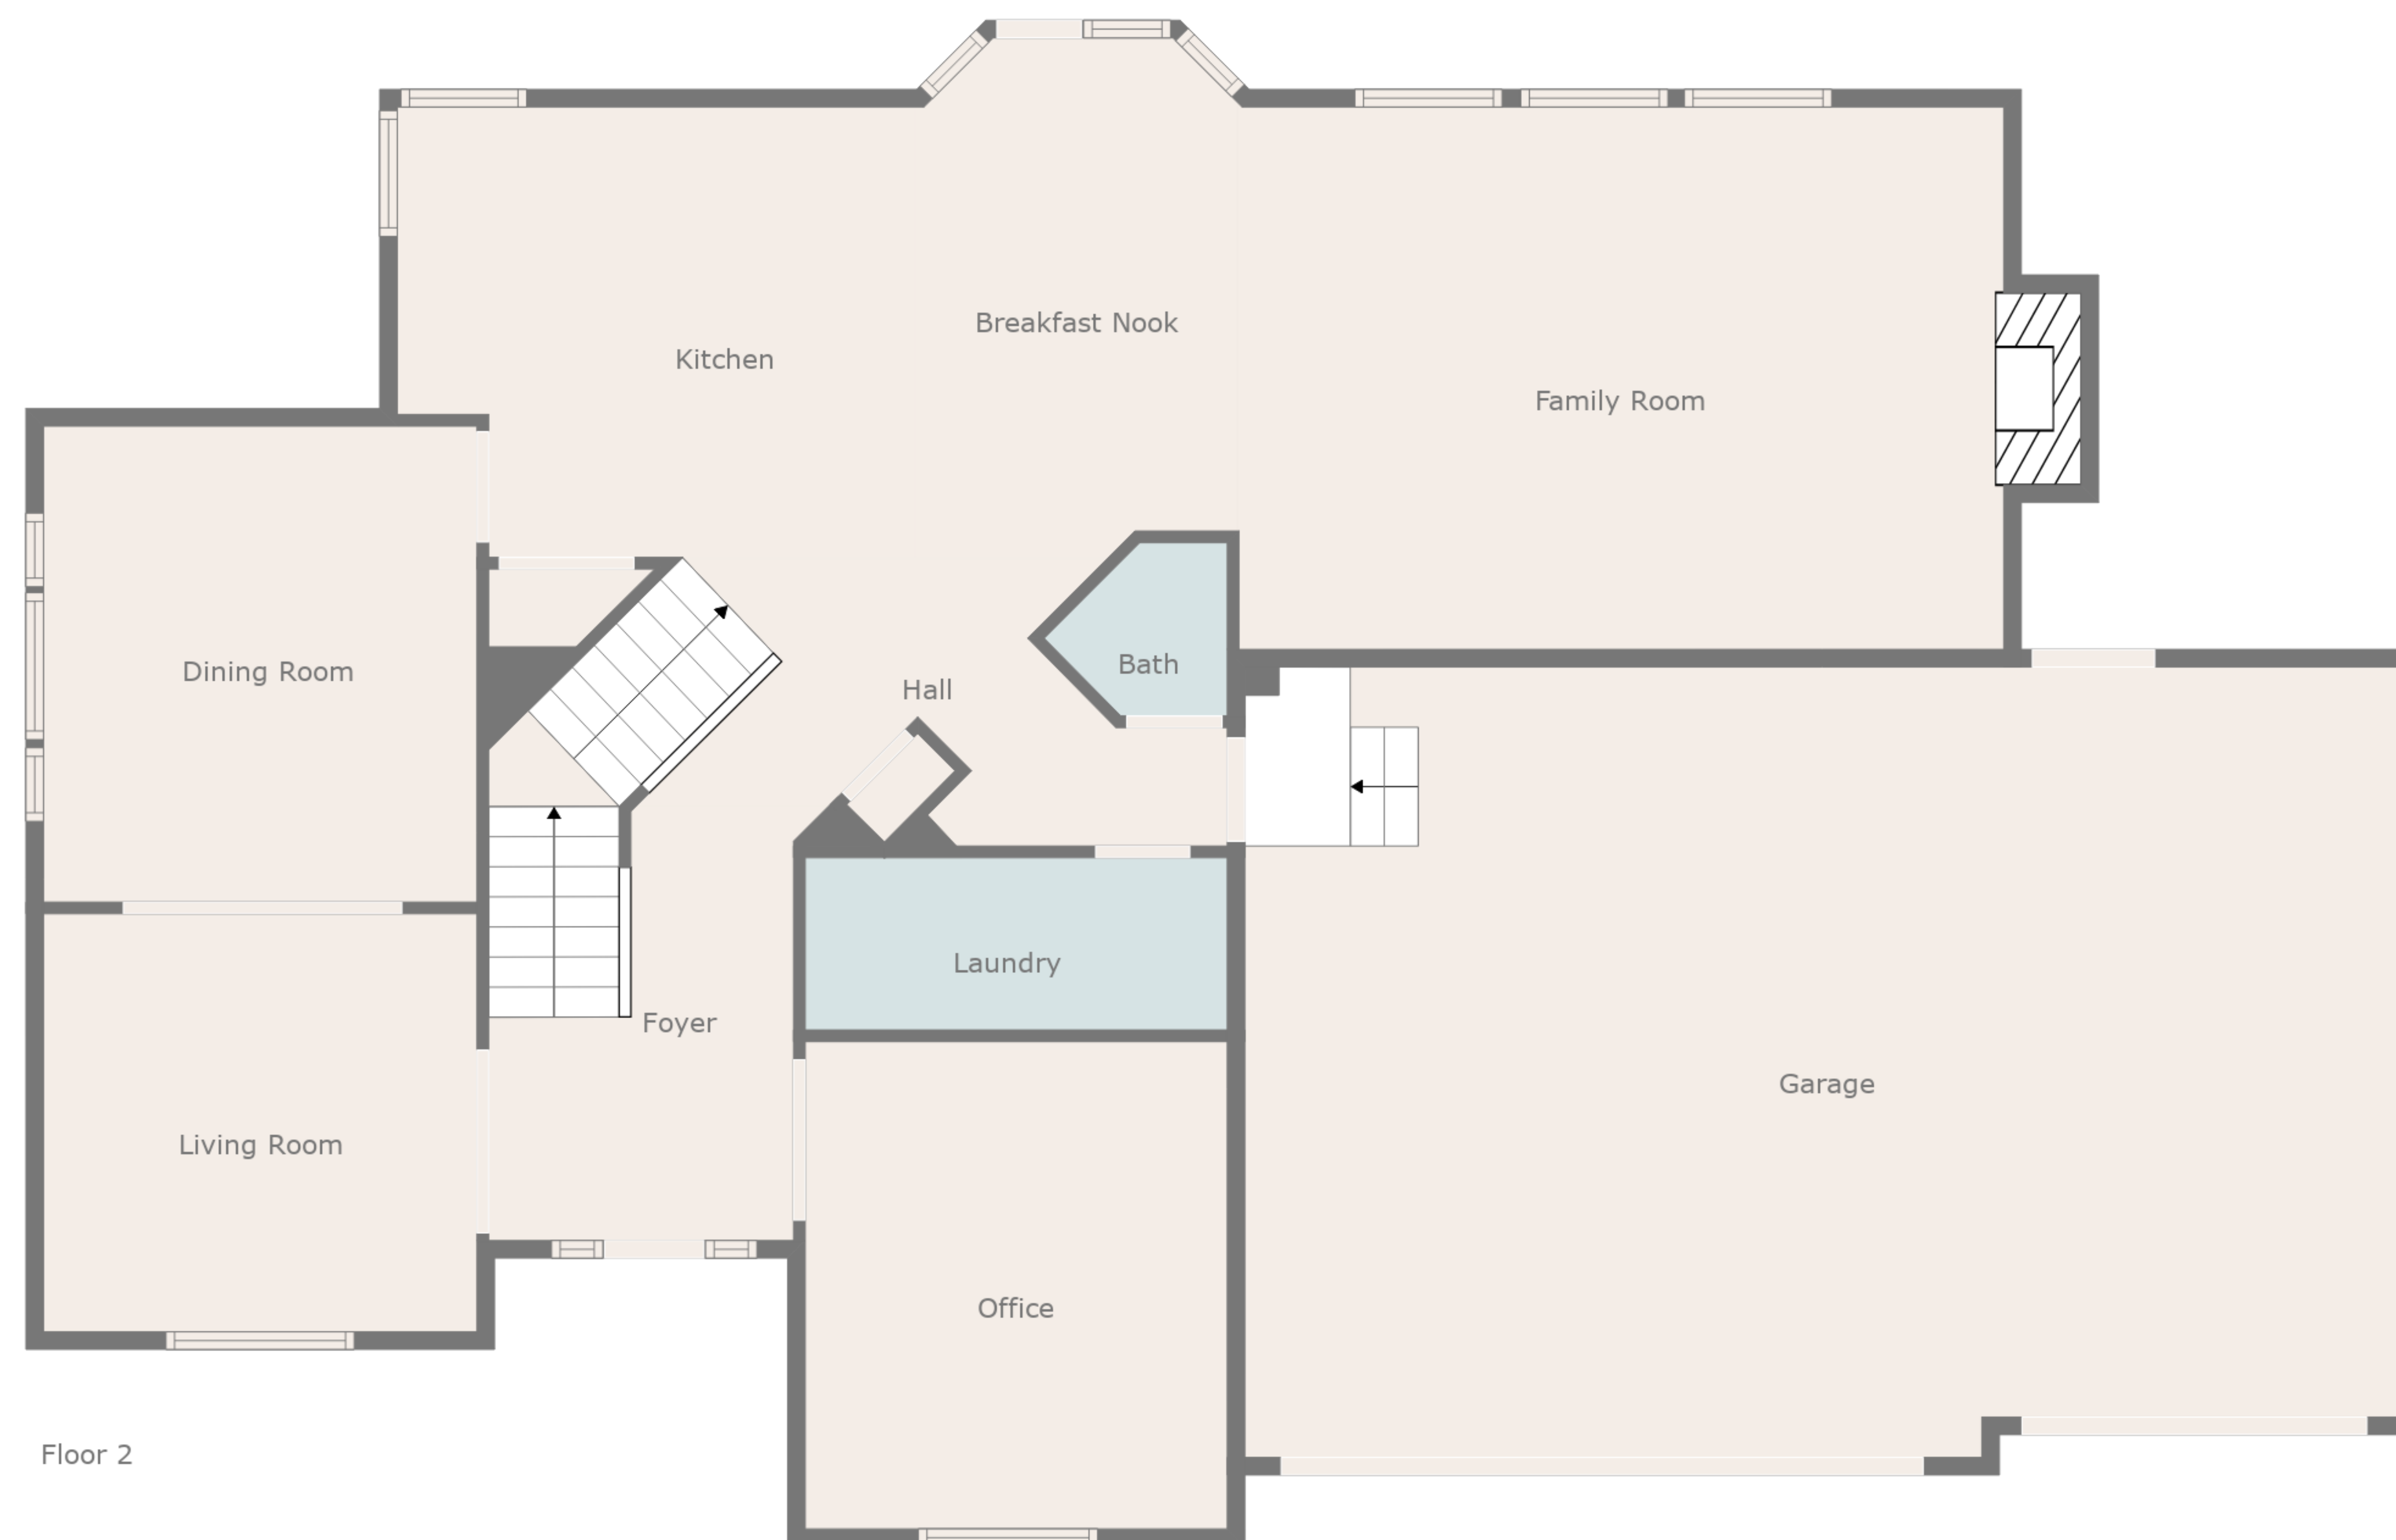 Breakfast Nook
Kitchen
Family Room
Bath
Dining Room
Hall
Laundry
Foyer
Garage
Living Room
Office
Floor 2